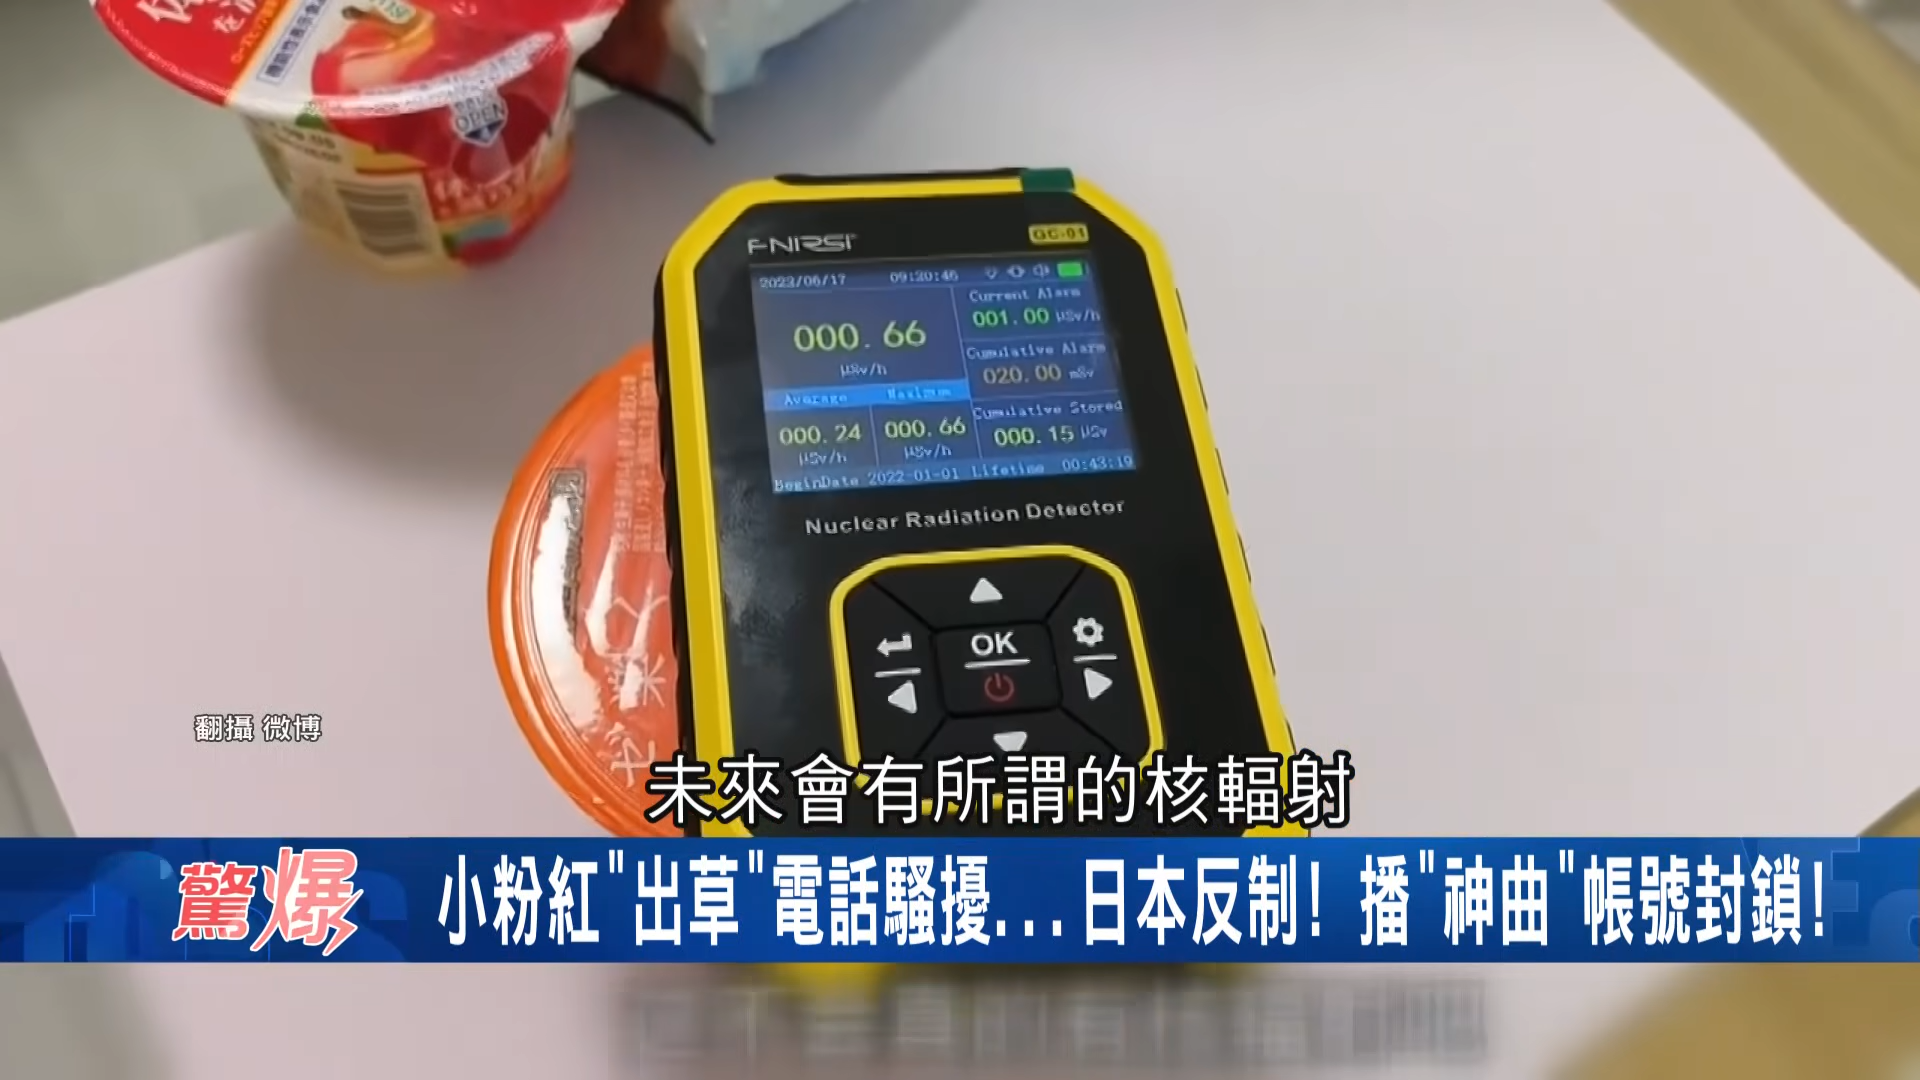 OPEN
FNIRSI
GC-01
2023/06/17 09:20:46
000.66
μSv/h
Current Alarm
001.00 μSv/h
Cumulative Alarm
020.00 mSv
Average Maximum
000.24 000.66
μSv/h μSv/h
Cumulative Stored
000.15 μSv
BeginDate 2022-01-01 Lifetime 00:43:19
Nuclear Radiation Detector
OK
翻攝 微博
未來會有所謂的核輻射
驚爆
小粉紅"出草"電話騷擾...日本反制! 播"神曲"帳號封鎖!